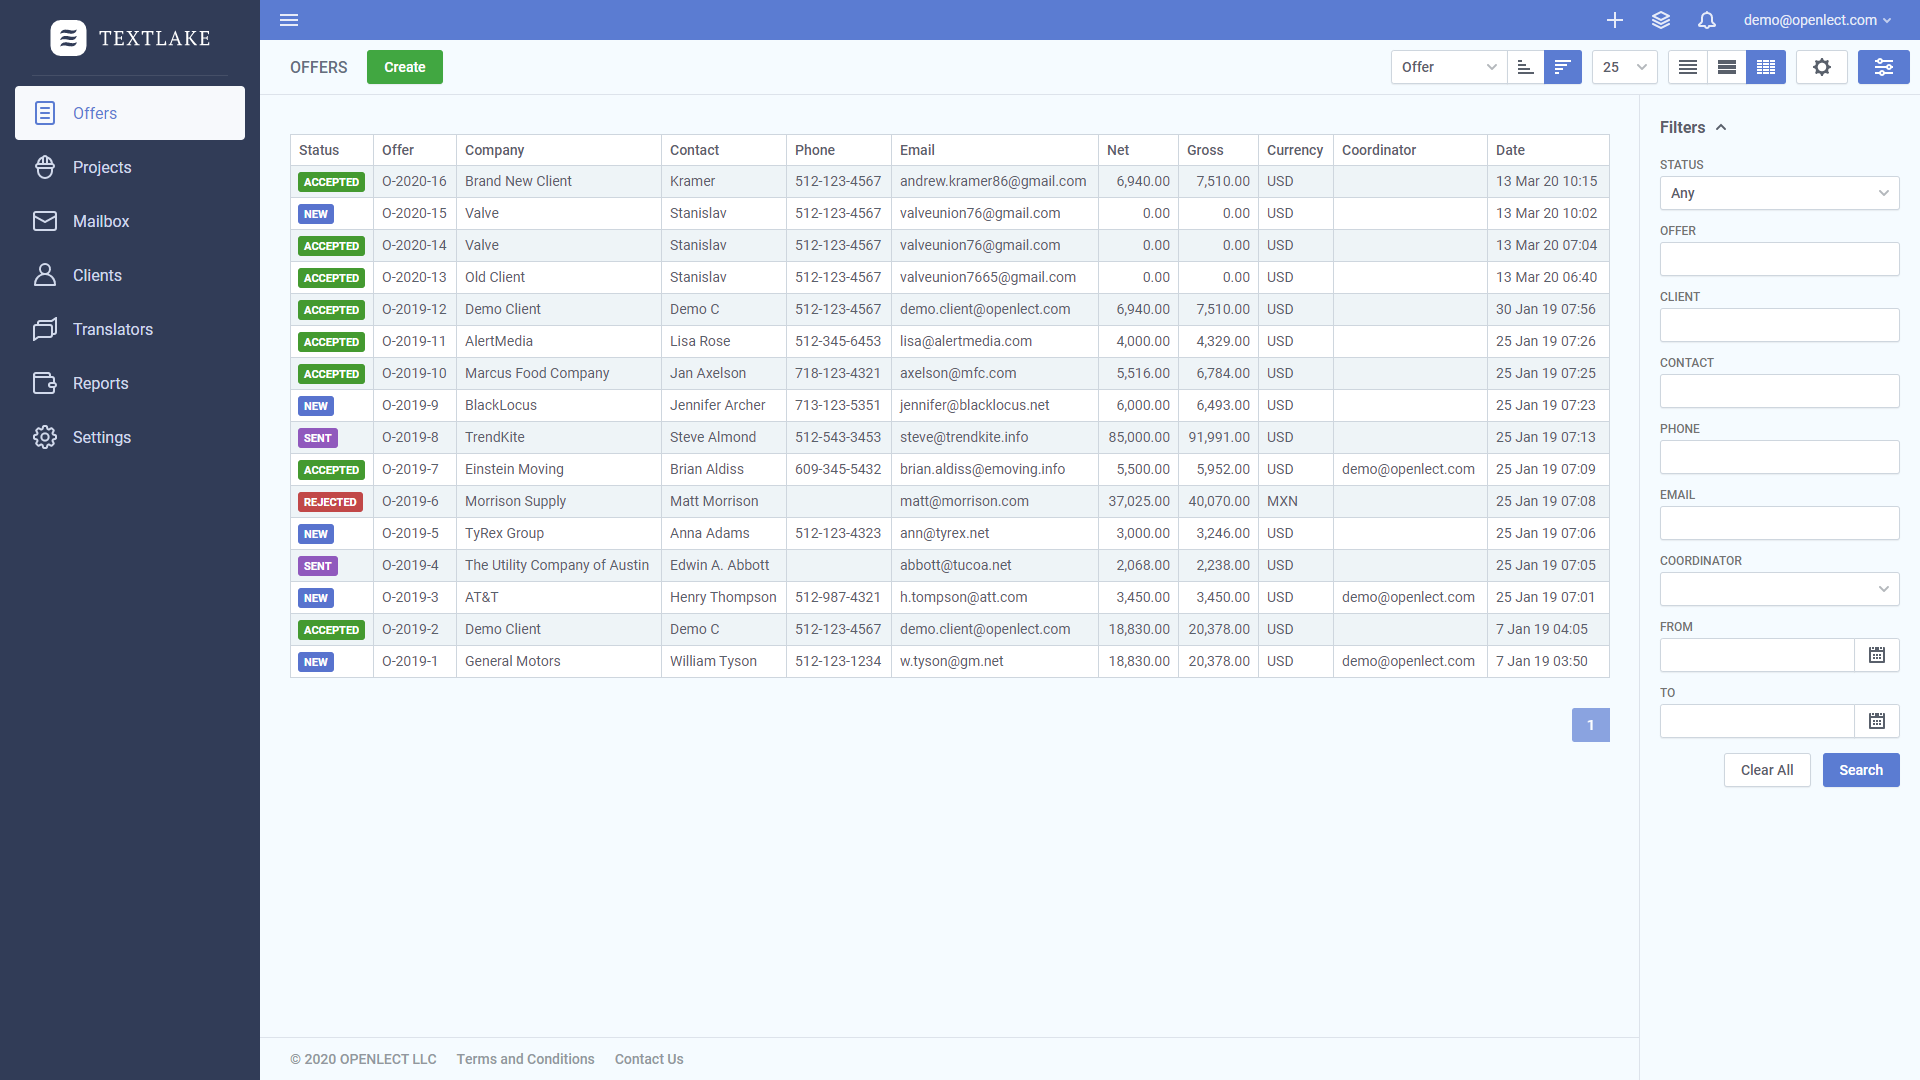 TEXTLAKE
demo@openlect.com
OFFERS Create Offer 25
Offers
Projects
Mailbox
Clients
Translators
Reports
Settings
Status Offer Company Contact Phone Email Net Gross Currency Coordinator Date
ACCEPTED O-2020-16 Brand New Client Kramer 512-123-4567 andrew.kramer86@gmail.com 6,940.00 7,510.00 USD 13 Mar 20 10:15
NEW O-2020-15 Valve Stanislav 512-123-4567 valveunion76@gmail.com 0.00 0.00 USD 13 Mar 20 10:02
ACCEPTED O-2020-14 Valve Stanislav 512-123-4567 valveunion76@gmail.com 0.00 0.00 USD 13 Mar 20 07:04
ACCEPTED O-2020-13 Old Client Stanislav 512-123-4567 valveunion7665@gmail.com 0.00 0.00 USD 13 Mar 20 06:40
ACCEPTED O-2019-12 Demo Client Demo C 512-123-4567 demo.client@openlect.com 6,940.00 7,510.00 USD 30 Jan 19 07:56
ACCEPTED O-2019-11 AlertMedia Lisa Rose 512-345-6453 lisa@alertmedia.com 4,000.00 4,329.00 USD 25 Jan 19 07:26
ACCEPTED O-2019-10 Marcus Food Company Jan Axelson 718-123-4321 axelson@mfc.com 5,516.00 6,784.00 USD 25 Jan 19 07:25
NEW O-2019-9 BlackLocus Jennifer Archer 713-123-5351 jennifer@blacklocus.net 6,000.00 6,493.00 USD 25 Jan 19 07:23
SENT O-2019-8 TrendKite Steve Almond 512-543-3453 steve@trendkite.info 85,000.00 91,991.00 USD 25 Jan 19 07:13
ACCEPTED O-2019-7 Einstein Moving Brian Aldiss 609-345-5432 brian.aldiss@emoving.info 5,500.00 5,952.00 USD demo@openlect.com 25 Jan 19 07:09
REJECTED O-2019-6 Morrison Supply Matt Morrison matt@morrison.com 37,025.00 40,070.00 MXN 25 Jan 19 07:08
NEW O-2019-5 TyRex Group Anna Adams 512-123-4323 ann@tyrex.net 3,000.00 3,246.00 USD 25 Jan 19 07:06
SENT O-2019-4 The Utility Company of Austin Edwin A. Abbott abbott@tucoa.net 2,068.00 2,238.00 USD 25 Jan 19 07:05
NEW O-2019-3 AT&T Henry Thompson 512-987-4321 h.tompson@att.com 3,450.00 3,450.00 USD demo@openlect.com 25 Jan 19 07:01
ACCEPTED O-2019-2 Demo Client Demo C 512-123-4567 demo.client@openlect.com 18,830.00 20,378.00 USD 7 Jan 19 04:05
NEW O-2019-1 General Motors William Tyson 512-123-1234 w.tyson@gm.net 18,830.00 20,378.00 USD demo@openlect.com 7 Jan 19 03:50
1
Filters
STATUS
Any
OFFER
CLIENT
CONTACT
PHONE
EMAIL
COORDINATOR
FROM
TO
Clear All Search
© 2020 OPENLECT LLC Terms and Conditions Contact Us